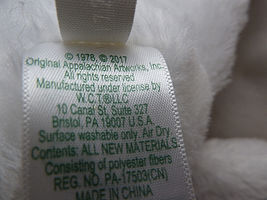 © 1978, © 2017
Original Appalachian Artworks, Inc.
All rights reserved
Manufactured under license by
W.C.T®LLC
10 Canal St. Suite 327
Bristol, PA 19007 U.S.A.
Surface washable only. Air Dry.
Contents: ALL NEW MATERIALS
Consisting of polyester fibers
REG. NO. PA-17503(CN)
MADE IN CHINA